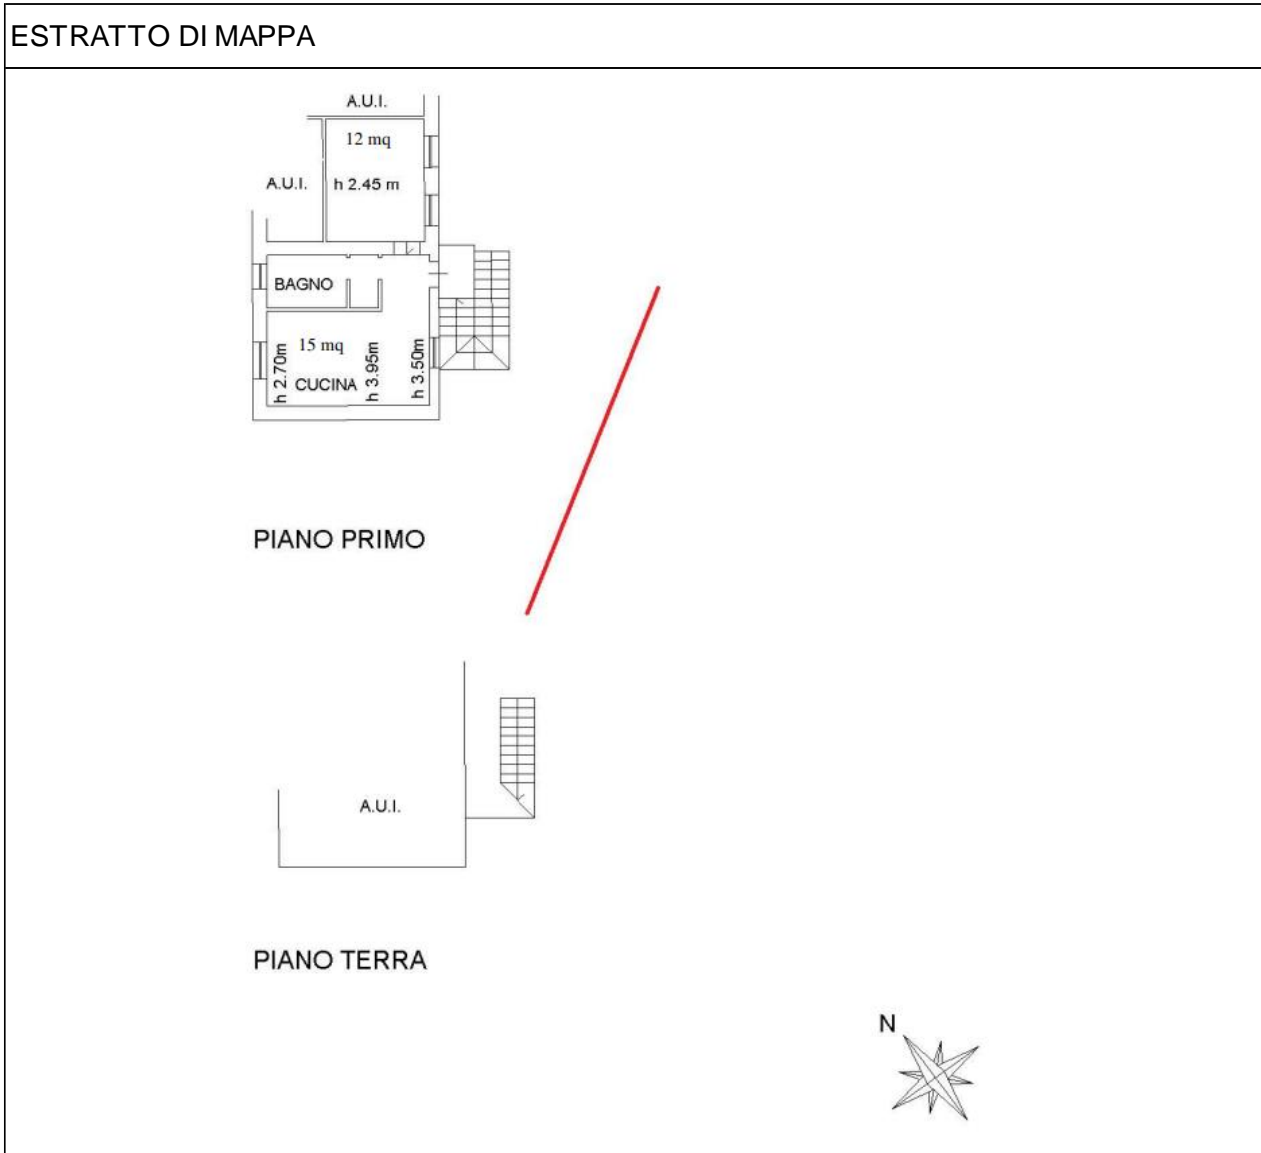 ESTRATTO DI MAPPA
A.U.I.
12 mq
A.U.I.
h 2.45 m
BAGNO
15 mq
h 2.70m
CUCINA
h 3.95m
h 3.50m
PIANO PRIMO
A.U.I.
PIANO TERRA
N